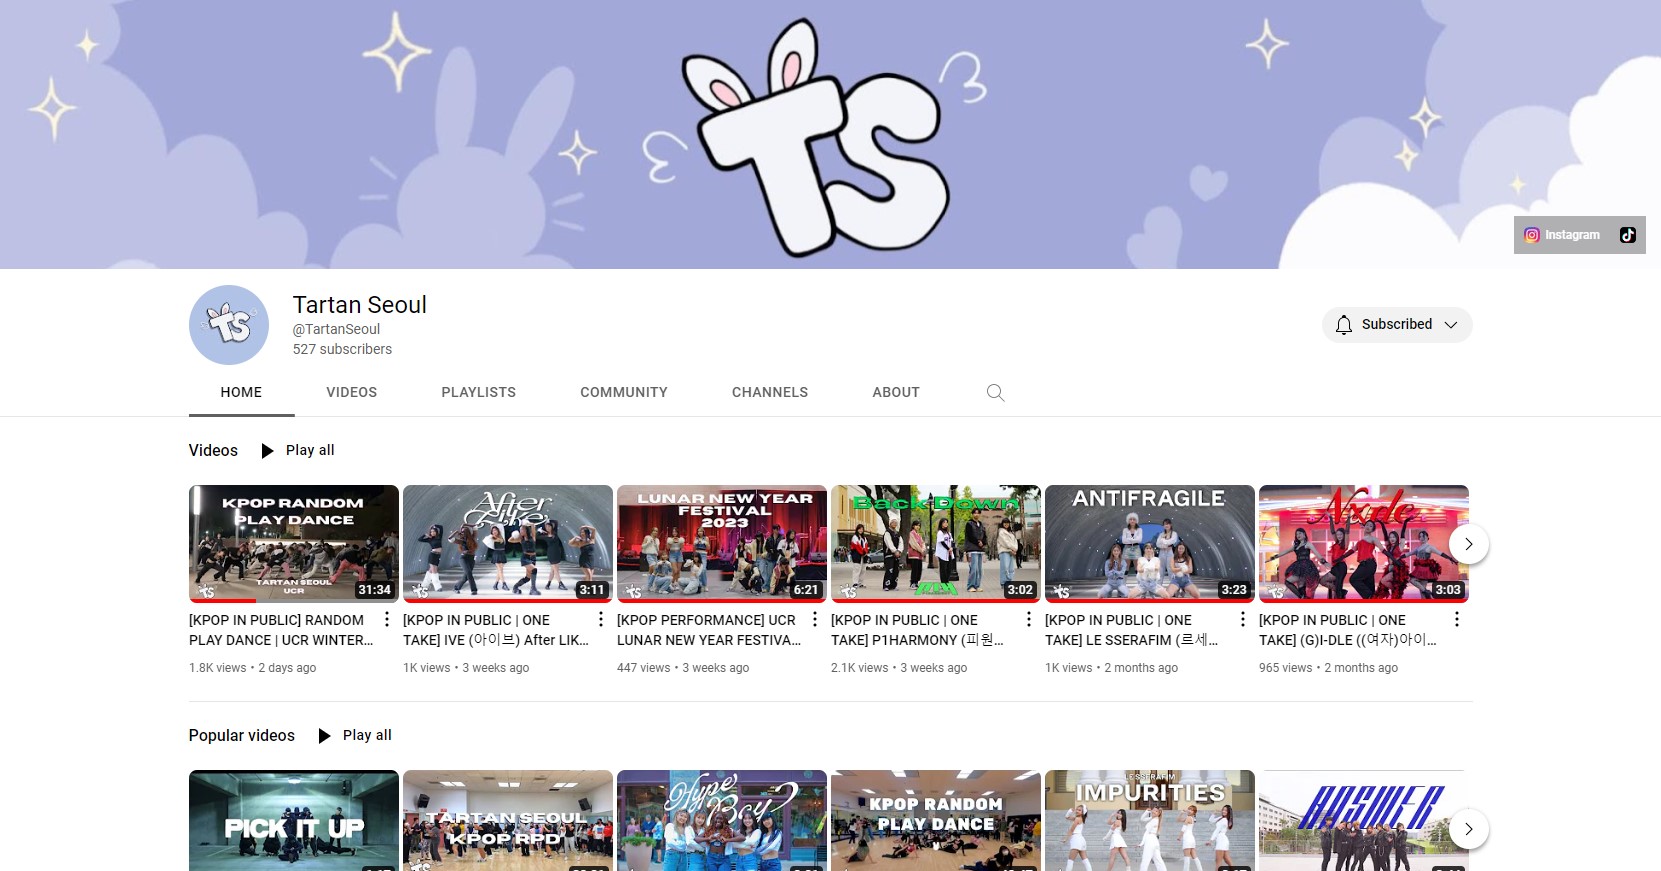 TS
Instagram
TS
Tartan Seoul
@TartanSeoul
527 subscribers
Subscribed
HOME VIDEOS PLAYLISTS COMMUNITY CHANNELS ABOUT
Videos Play all
KPOP RANDOM
PLAY DANCE
TARTAN SEOUL
UCR
TS
31:34
[KPOP IN PUBLIC] RANDOM
PLAY DANCE | UCR WINTER...
1.8K views • 2 days ago
After
Like
TS
3:11
[KPOP IN PUBLIC | ONE
TAKE] IVE (아이브) After LIK...
1K views • 3 weeks ago
LUNAR NEW YEAR
FESTIVAL
2023
TS
6:21
[KPOP PERFORMANCE] UCR
LUNAR NEW YEAR FESTIVA...
447 views • 3 weeks ago
Back Down
TS
3:02
[KPOP IN PUBLIC | ONE
TAKE] P1HARMONY (피원...
2.1K views • 3 weeks ago
ANTIFRAGILE
TS
3:23
[KPOP IN PUBLIC | ONE
TAKE] LE SSERAFIM (르세...
1K views • 2 months ago
Nxde
TS
3:03
[KPOP IN PUBLIC | ONE
TAKE] (G)I-DLE ((여자)아이...
965 views • 2 months ago
Popular videos Play all
PICK IT UP
TARTAN SEOUL
KPOP RPD
TS
Hype
Boy
KPOP RANDOM
PLAY DANCE
LE SSERAFIM
IMPURITIES